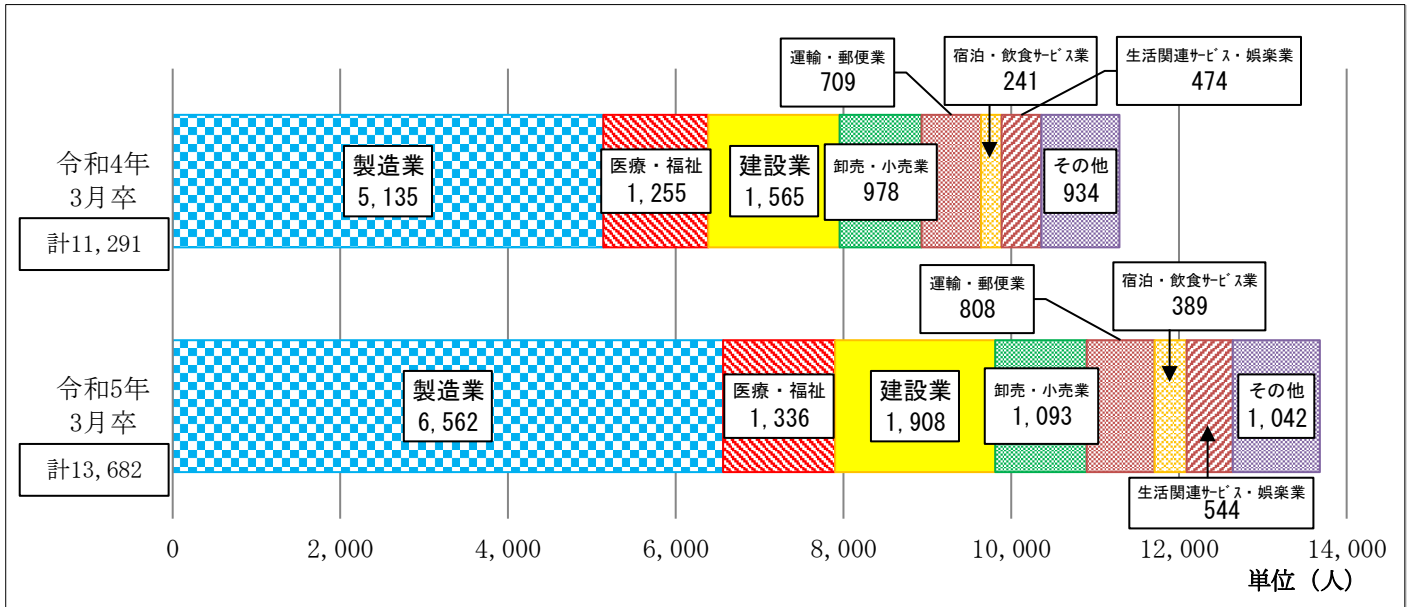 運輸・郵便業
709
宿泊・飲食サービス業
241
生活関連サービス・娯楽業
474
令和4年
3月卒
計11,291
製造業
5,135
医療・福祉
1,255
建設業
1,565
卸売・小売業
978
その他
934
運輸・郵便業
808
宿泊・飲食サービス業
389
令和5年
3月卒
計13,682
製造業
6,562
医療・福祉
1,336
建設業
1,908
卸売・小売業
1,093
その他
1,042
生活関連サービス・娯楽業
544
0
2,000
4,000
6,000
8,000
10,000
12,000
14,000
単位（人）